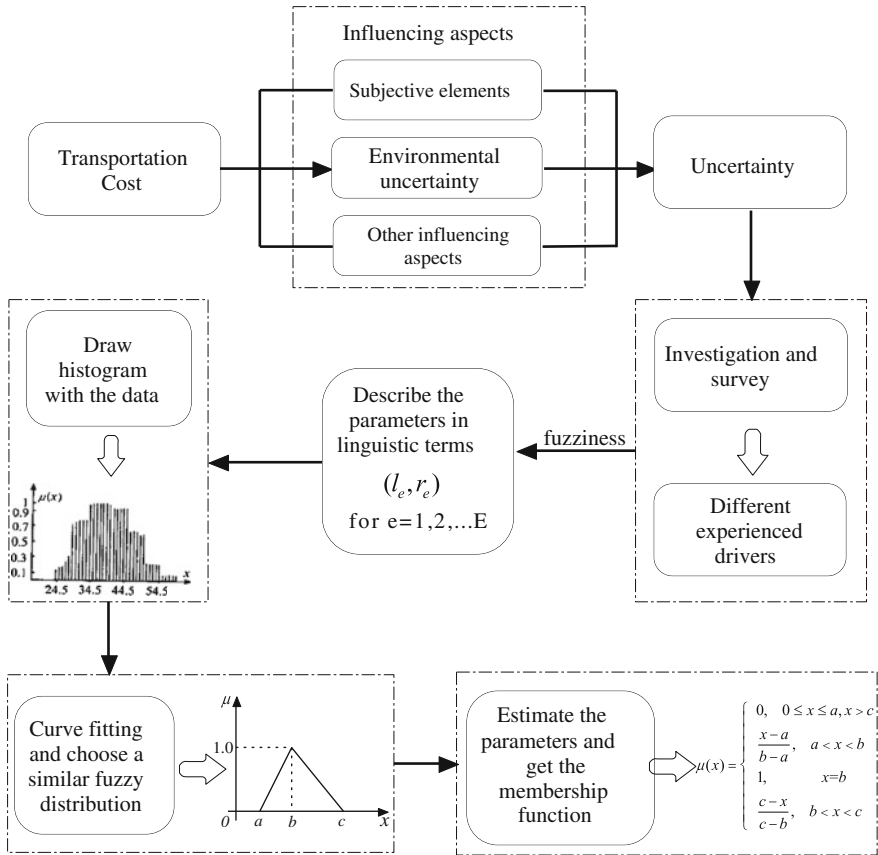 Influencing aspects
Subjective elements
Transportation
Cost
Environmental
uncertainty
Uncertainty
Other influencing
aspects
Investigation and
survey
Different
experienced
drivers
fuzziness
Describe the
parameters in
linguistic terms
(l_e, r_e)
for e=1,2,...E
Draw
histogram
with the data
μ(x)
1
0.9
0.7
0.5
0.3
0.1
x
24.5 34.5 44.5 54.5
Curve fitting
and choose a
similar fuzzy
distribution
μ
1.0
0 a b c x
Estimate the
parameters and
get the
membership
function
μ(x) =
0, 0 ≤ x ≤ a, x > c
x−a
b−a , a < x < b
1, x=b
c−x
c−b , b < x < c